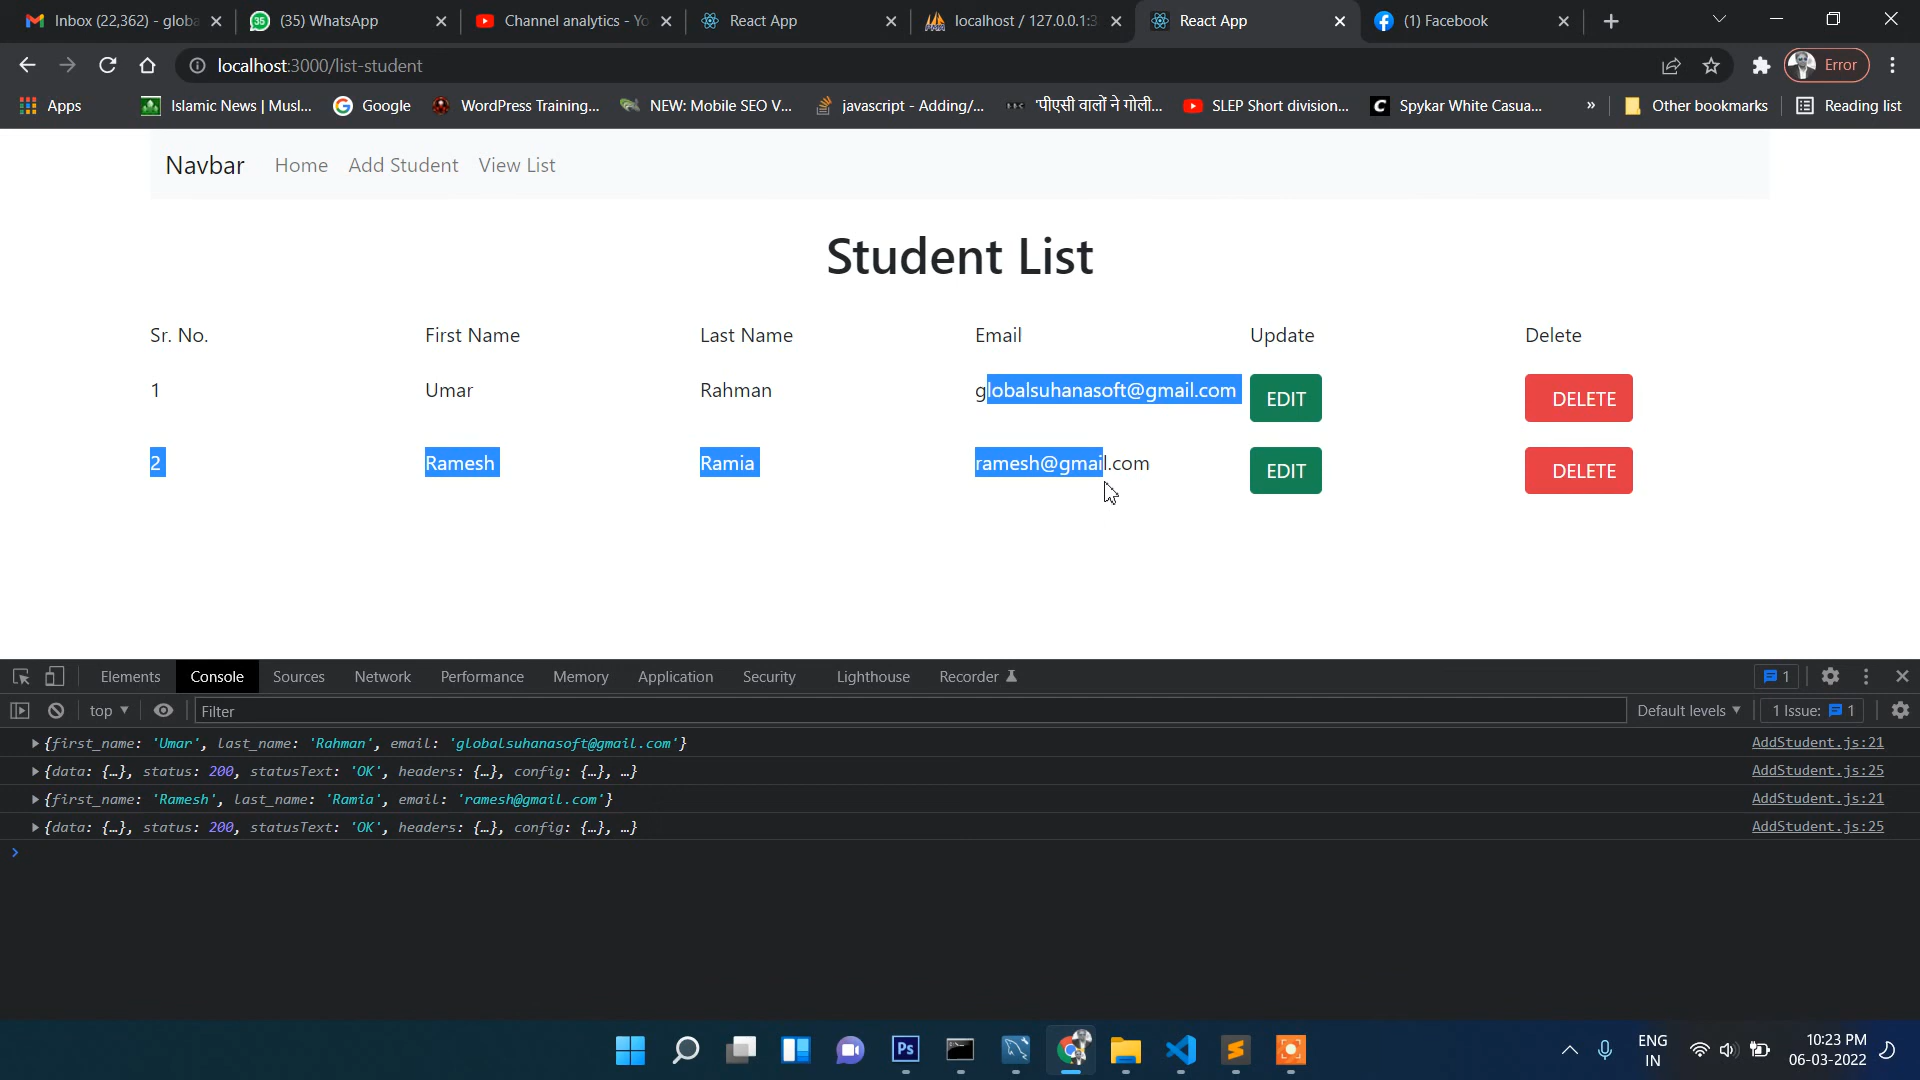 Inbox (22,362) - globa
(35) WhatsApp
Channel analytics - Yo
React App
localhost / 127.0.0.1:3
React App
(1) Facebook
localhost:3000/list-student
Error
Apps
Islamic News | Musl...
Google
WordPress Training...
NEW: Mobile SEO V...
javascript - Adding/...
'पीएसी वालों ने गोली...
SLEP Short division...
Spykar White Casua...
»
Other bookmarks
Reading list
Navbar Home Add Student View List
Student List
Sr. No. First Name Last Name Email Update Delete
1 Umar Rahman globalsuhanasoft@gmail.com EDIT DELETE
2 Ramesh Ramia ramesh@gmail.com EDIT DELETE
Elements Console Sources Network Performance Memory Application Security Lighthouse Recorder 1
top Filter Default levels 1 Issue: 1
{first_name: 'Umar', last_name: 'Rahman', email: 'globalsuhanasoft@gmail.com'} AddStudent.js:21
{data: {…}, status: 200, statusText: 'OK', headers: {…}, config: {…}, …} AddStudent.js:25
{first_name: 'Ramesh', last_name: 'Ramia', email: 'ramesh@gmail.com'} AddStudent.js:21
{data: {…}, status: 200, statusText: 'OK', headers: {…}, config: {…}, …} AddStudent.js:25
Ps
ENG
IN
10:23 PM
06-03-2022